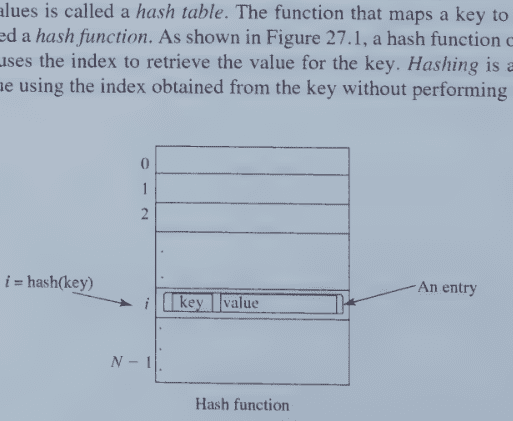 alues is called a hash table. The function that maps a key to
ed a hash function. As shown in Figure 27.1, a hash function
uses the index to retrieve the value for the key. Hashing is
using the index obtained from the key without performing
0
1
2
i = hash(key)
i key value
An entry
N – 1
Hash function